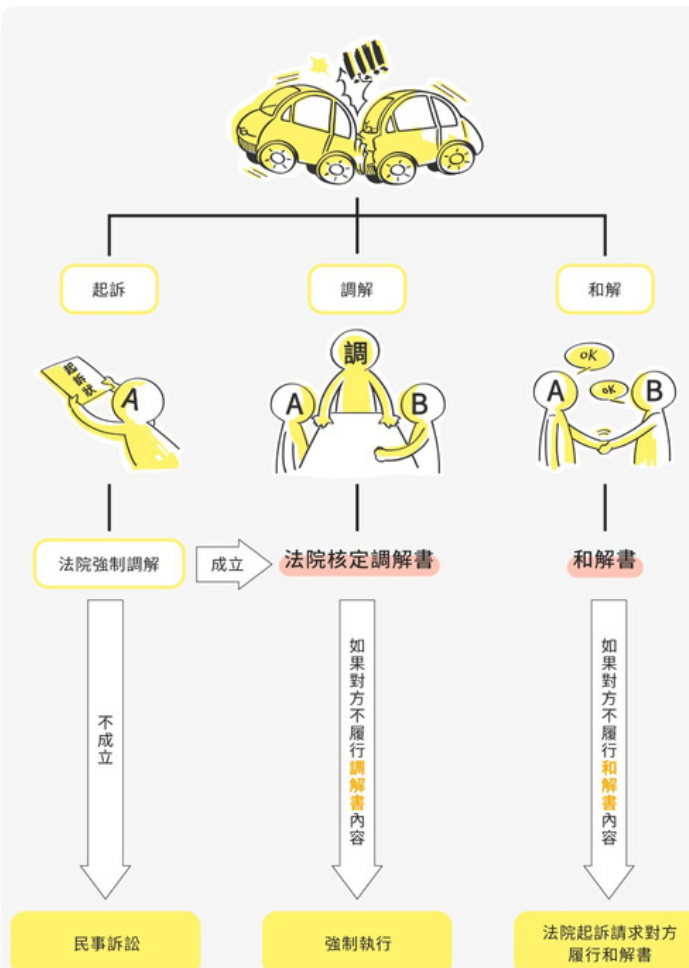 起訴
調解
和解
起訴狀
A
調
A
B
OK
OK
A
B
法院強制調解
成立
法院核定調解書
和解書
不成立
如果對方不履行調解書內容
如果對方不履行和解書內容
民事訴訟
強制執行
法院起訴請求對方
履行和解書